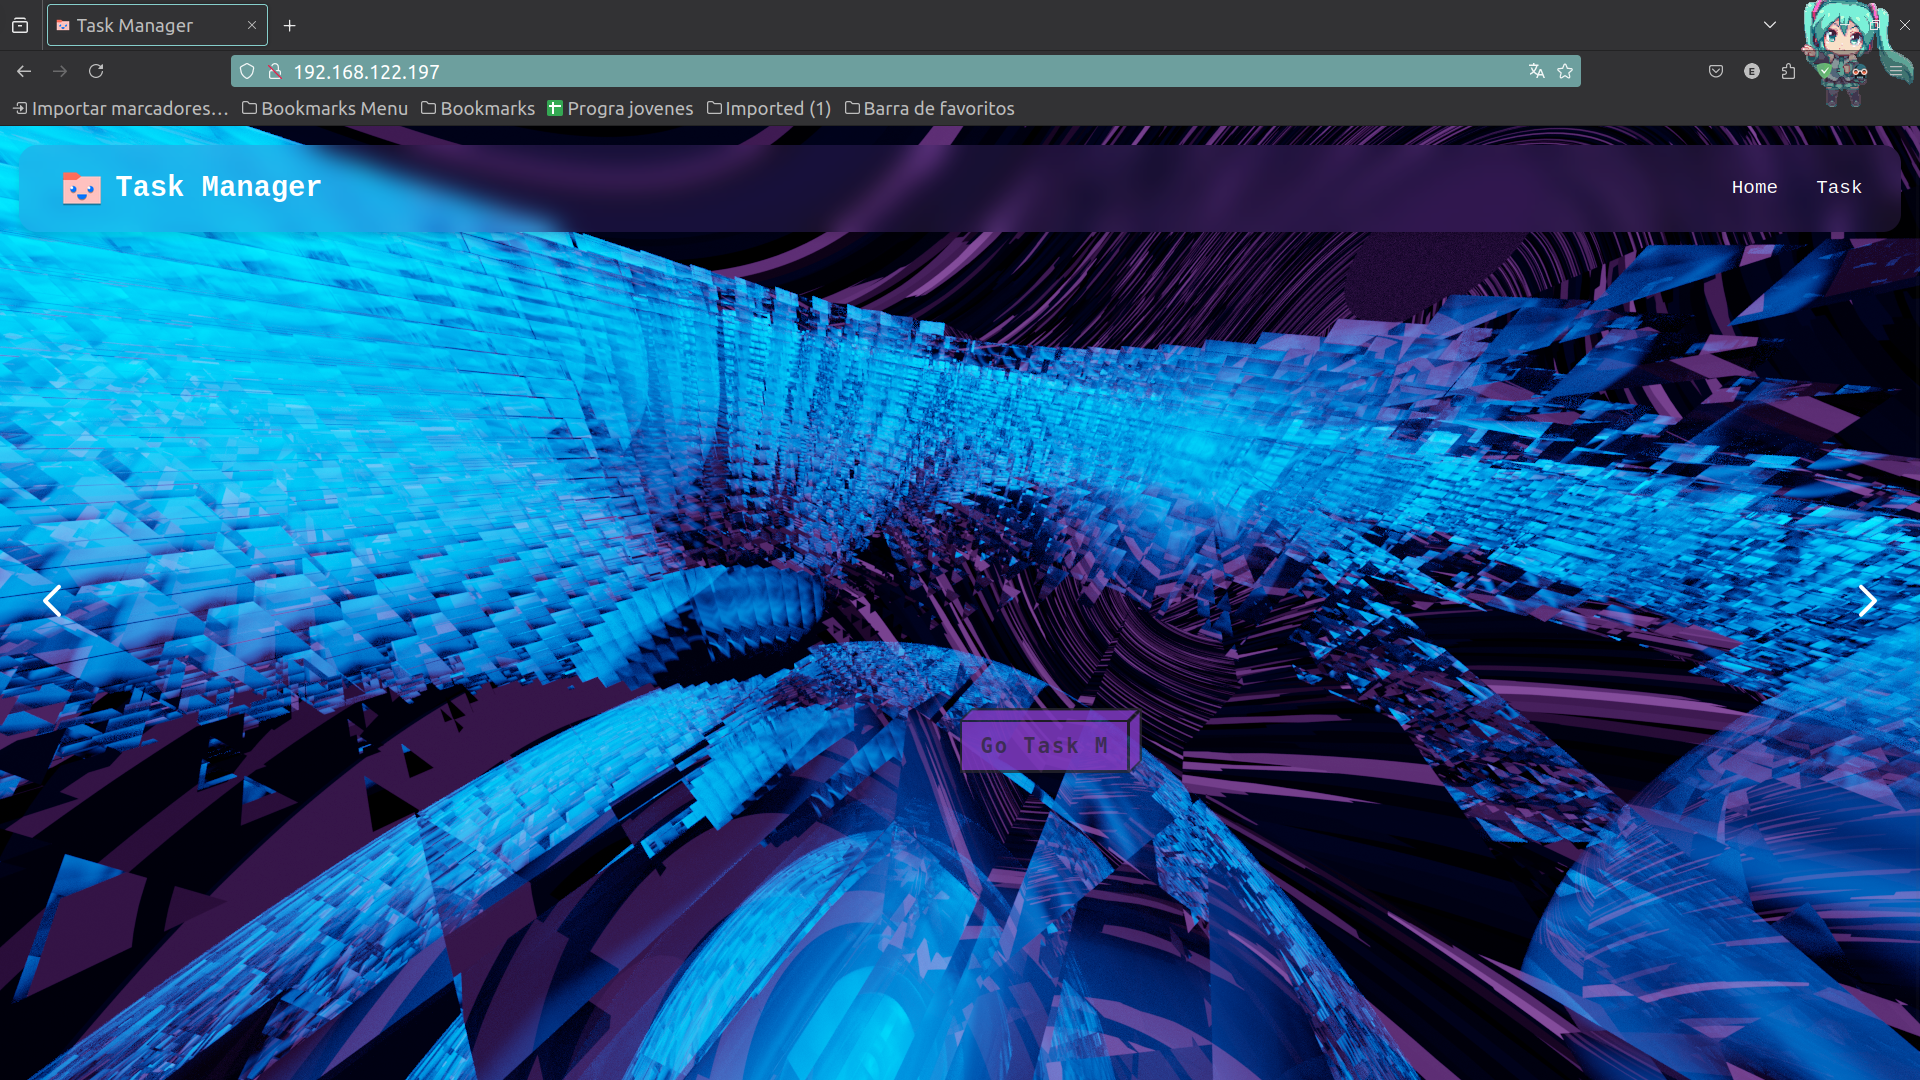 Task Manager
192.168.122.197
E
Importar marcadores… Bookmarks Menu Bookmarks Progra jovenes Imported (1) Barra de favoritos
Task Manager Home Task
Go Task M